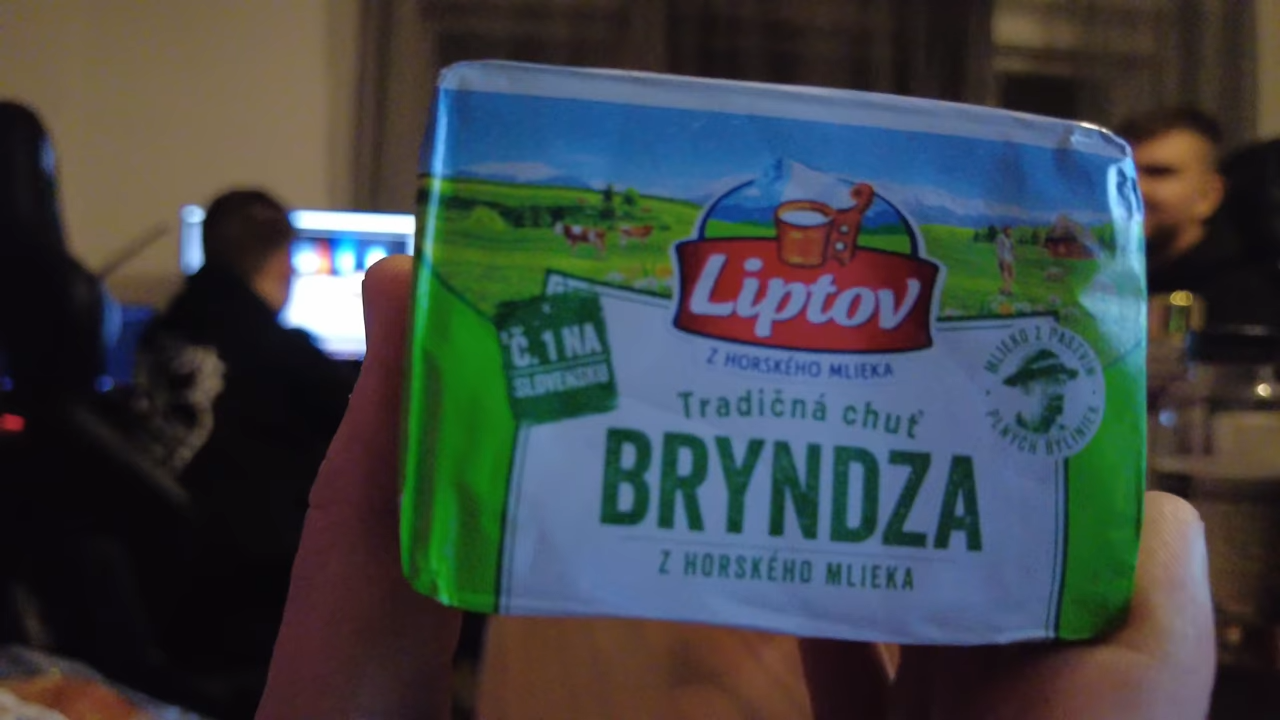 Liptov
Z HORSKÉHO MLIEKA
Č. 1 NA
SLOVENSKU
Tradičná chuť
BRYNDZA
Z HORSKÉHO MLIEKA
MLIEKO Z PASTVÍN
PLNÝCH BYLINIEK